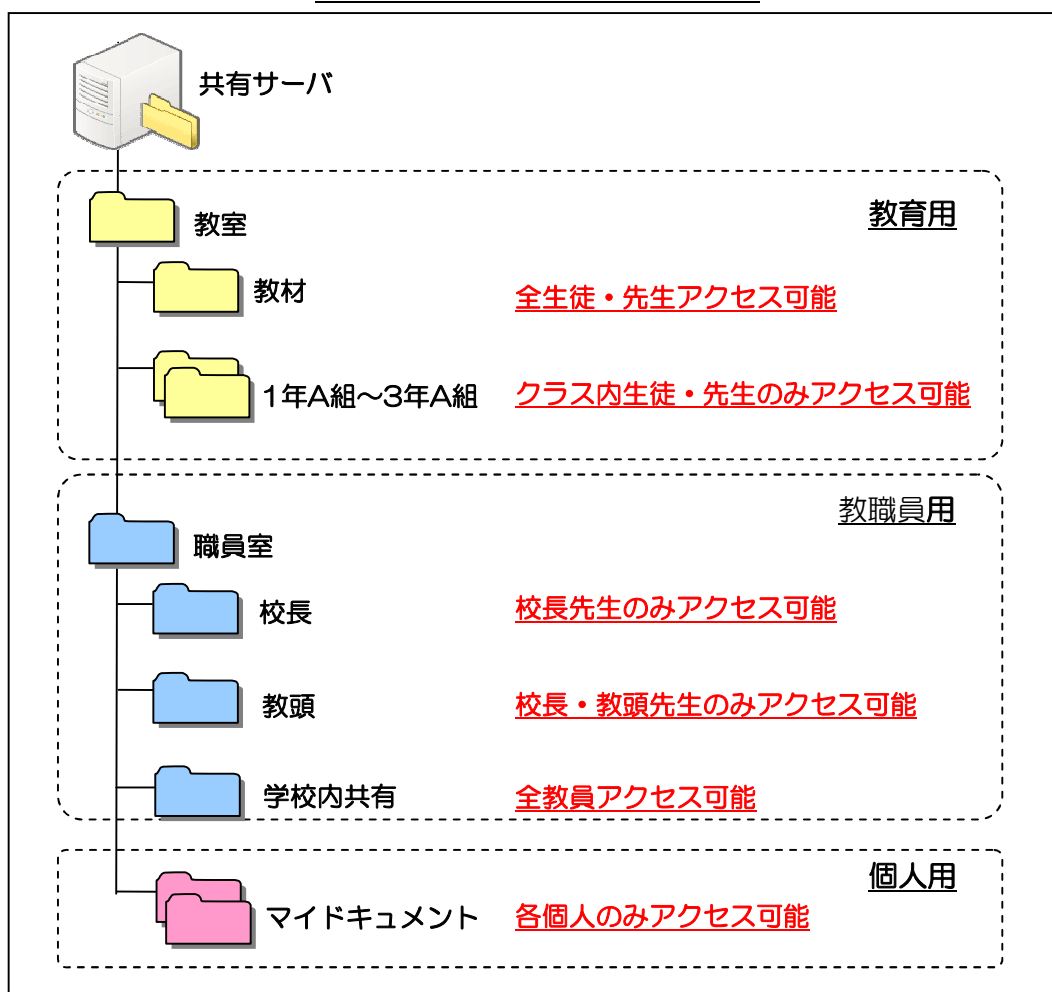 共有サーバ
教育用
教室
教材 全生徒・先生アクセス可能
1年A組～3年A組 クラス内生徒・先生のみアクセス可能
教職員用
職員室
校長 校長先生のみアクセス可能
教頭 校長・教頭先生のみアクセス可能
学校内共有 全教員アクセス可能
個人用
マイドキュメント 各個人のみアクセス可能